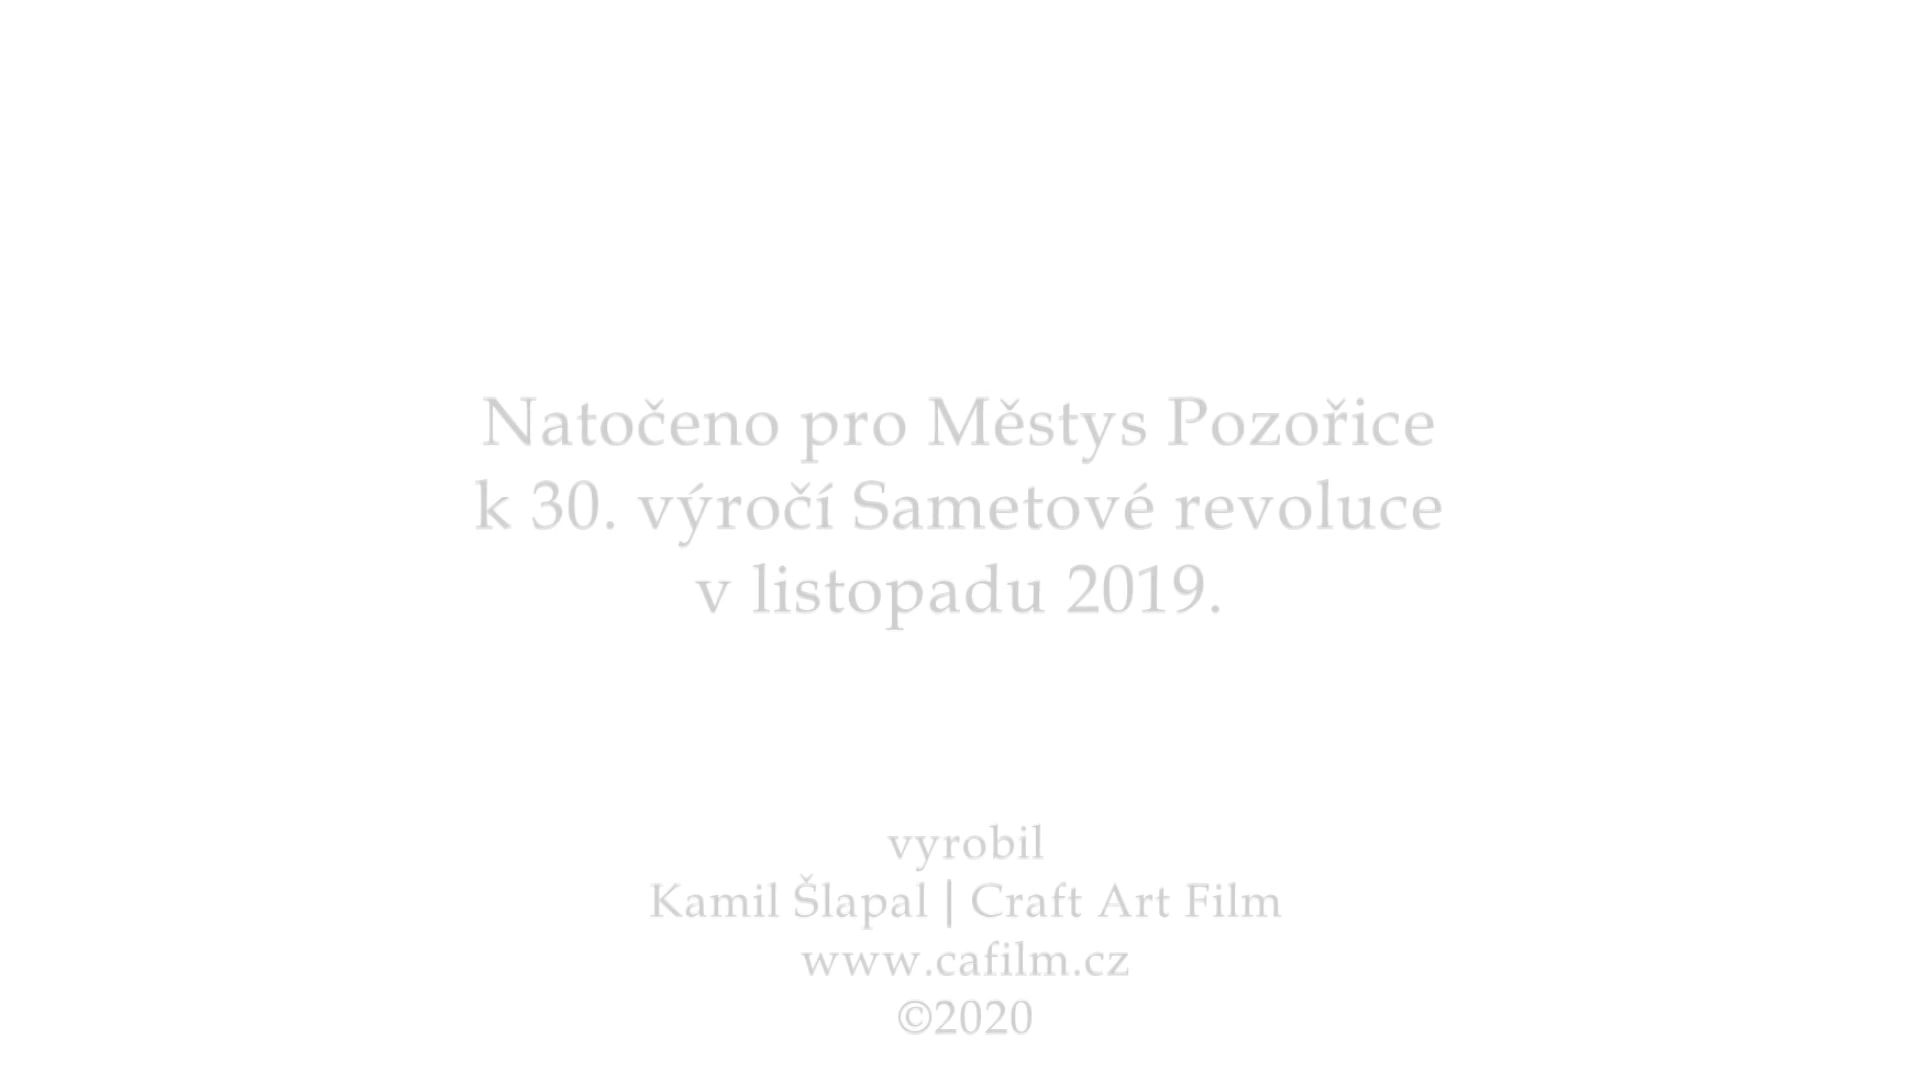 Natočeno pro Městys Pozořice
k 30. výročí Sametové revoluce
v listopadu 2019.
vyrobil
Kamil Šlapal | Craft Art Film
www.cafilm.cz
©2020